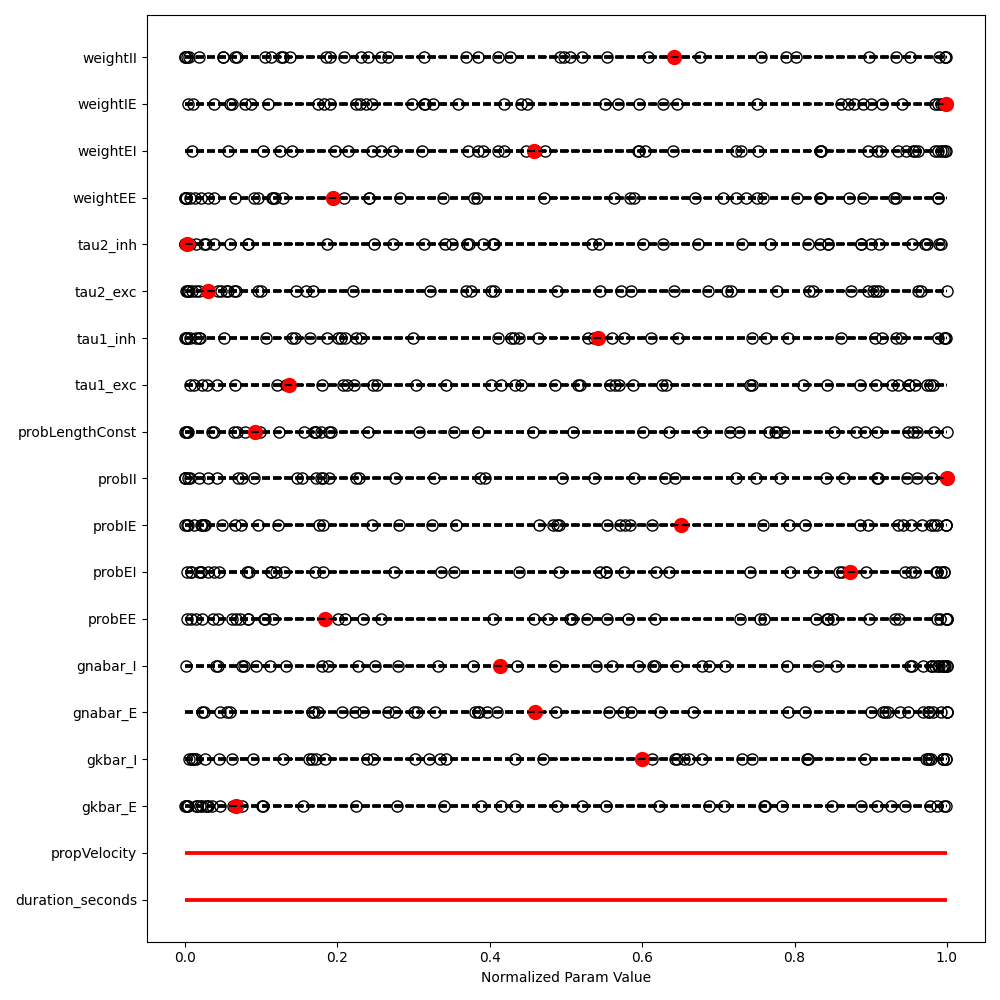 weightII
weightIE
weightEI
weightEE
tau2_inh
tau2_exc
tau1_inh
tau1_exc
probLengthConst
probII
probIE
probEI
probEE
gnabar_I
gnabar_E
gkbar_I
gkbar_E
propVelocity
duration_seconds
0.0 0.2 0.4 0.6 0.8 1.0
Normalized Param Value